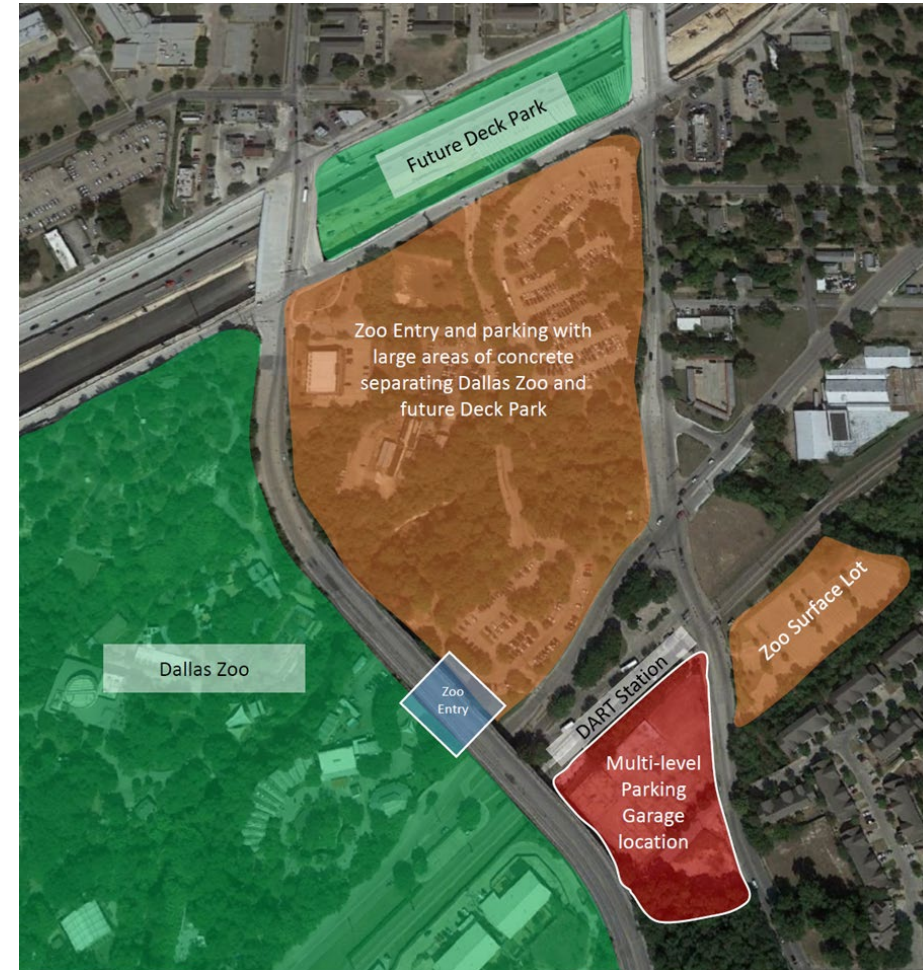 Future Deck Park
Zoo Entry and parking with
large areas of concrete
separating Dallas Zoo and
future Deck Park
Zoo Surface Lot
Dallas Zoo
Zoo
Entry
DART Station
Multi-level
Parking
Garage
location